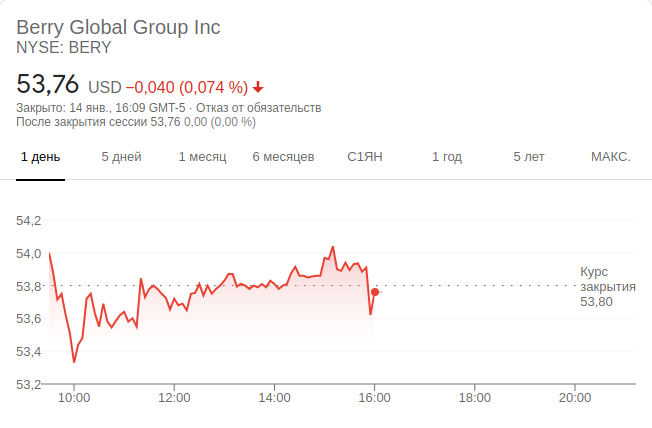 Berry Global Group Inc
NYSE: BERY
53,76 USD −0,040 (0,074 %)
Закрыто: 14 янв., 16:09 GMT-5 · Отказ от обязательств
После закрытия сессии 53,76 0,00 (0,00 %)
1 день 5 дней 1 месяц 6 месяцев С1ЯН 1 год 5 лет МАКС.
54,2
54,0
53,8
53,6
53,4
53,2
Курс
закрытия
53,80
10:00 12:00 14:00 16:00 18:00 20:00